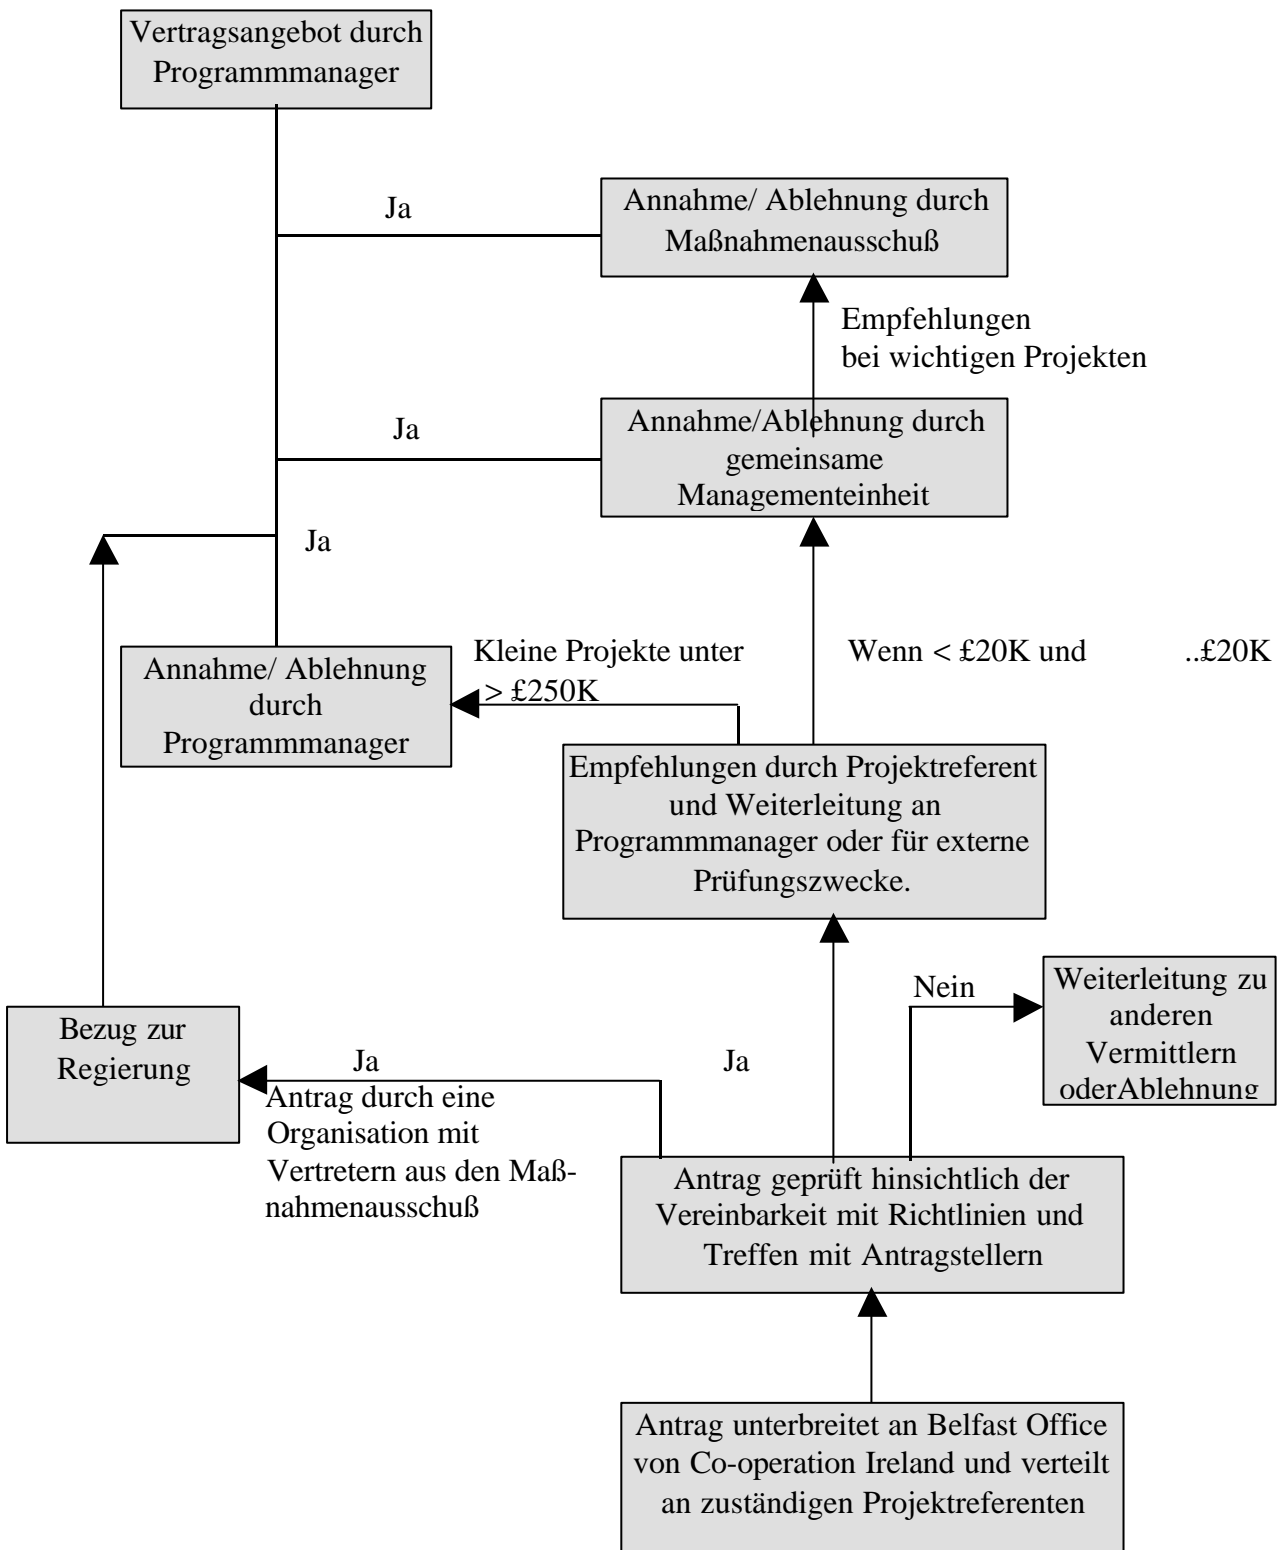 Vertragsangebot durch
Programmmanager
Ja
Annahme/ Ablehnung durch
Maßnahmenausschuß
Empfehlungen
bei wichtigen Projekten
Ja
Annahme/Ablehnung durch
gemeinsame
Managementeinheit
Ja
Annahme/ Ablehnung
durch
Programmmanager
Kleine Projekte unter
> £250K
Wenn < £20K und ..£20K
Empfehlungen durch Projektreferent
und Weiterleitung an
Programmmanager oder für externe
Prüfungszwecke.
Nein
Weiterleitung zu
anderen
Vermittlern
oderAblehnung
Bezug zur
Regierung
Ja
Antrag durch eine
Organisation mit
Vertretern aus den Maß-
nahmenausschuß
Ja
Antrag geprüft hinsichtlich der
Vereinbarkeit mit Richtlinien und
Treffen mit Antragstellern
Antrag unterbreitet an Belfast Office
von Co-operation Ireland und verteilt
an zuständigen Projektreferenten